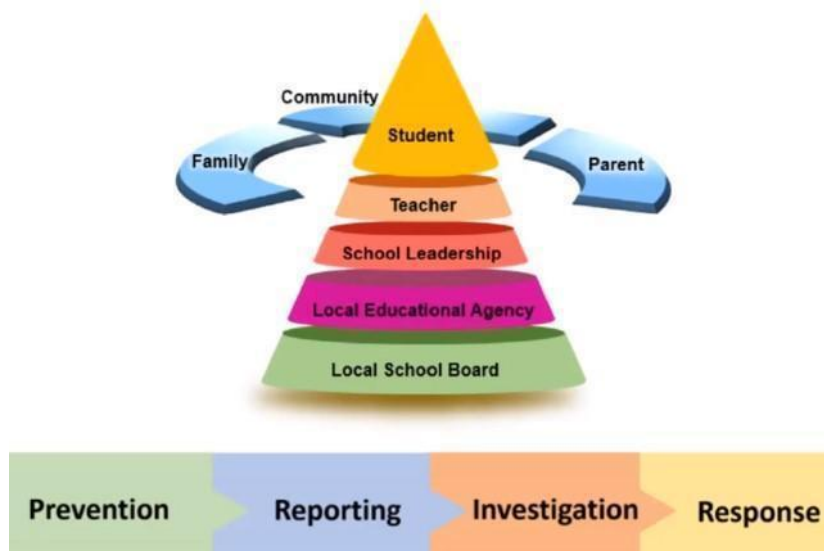 Community
Student
Family
Parent
Teacher
School Leadership
Local Educational Agency
Local School Board
Prevention
Reporting
Investigation
Response